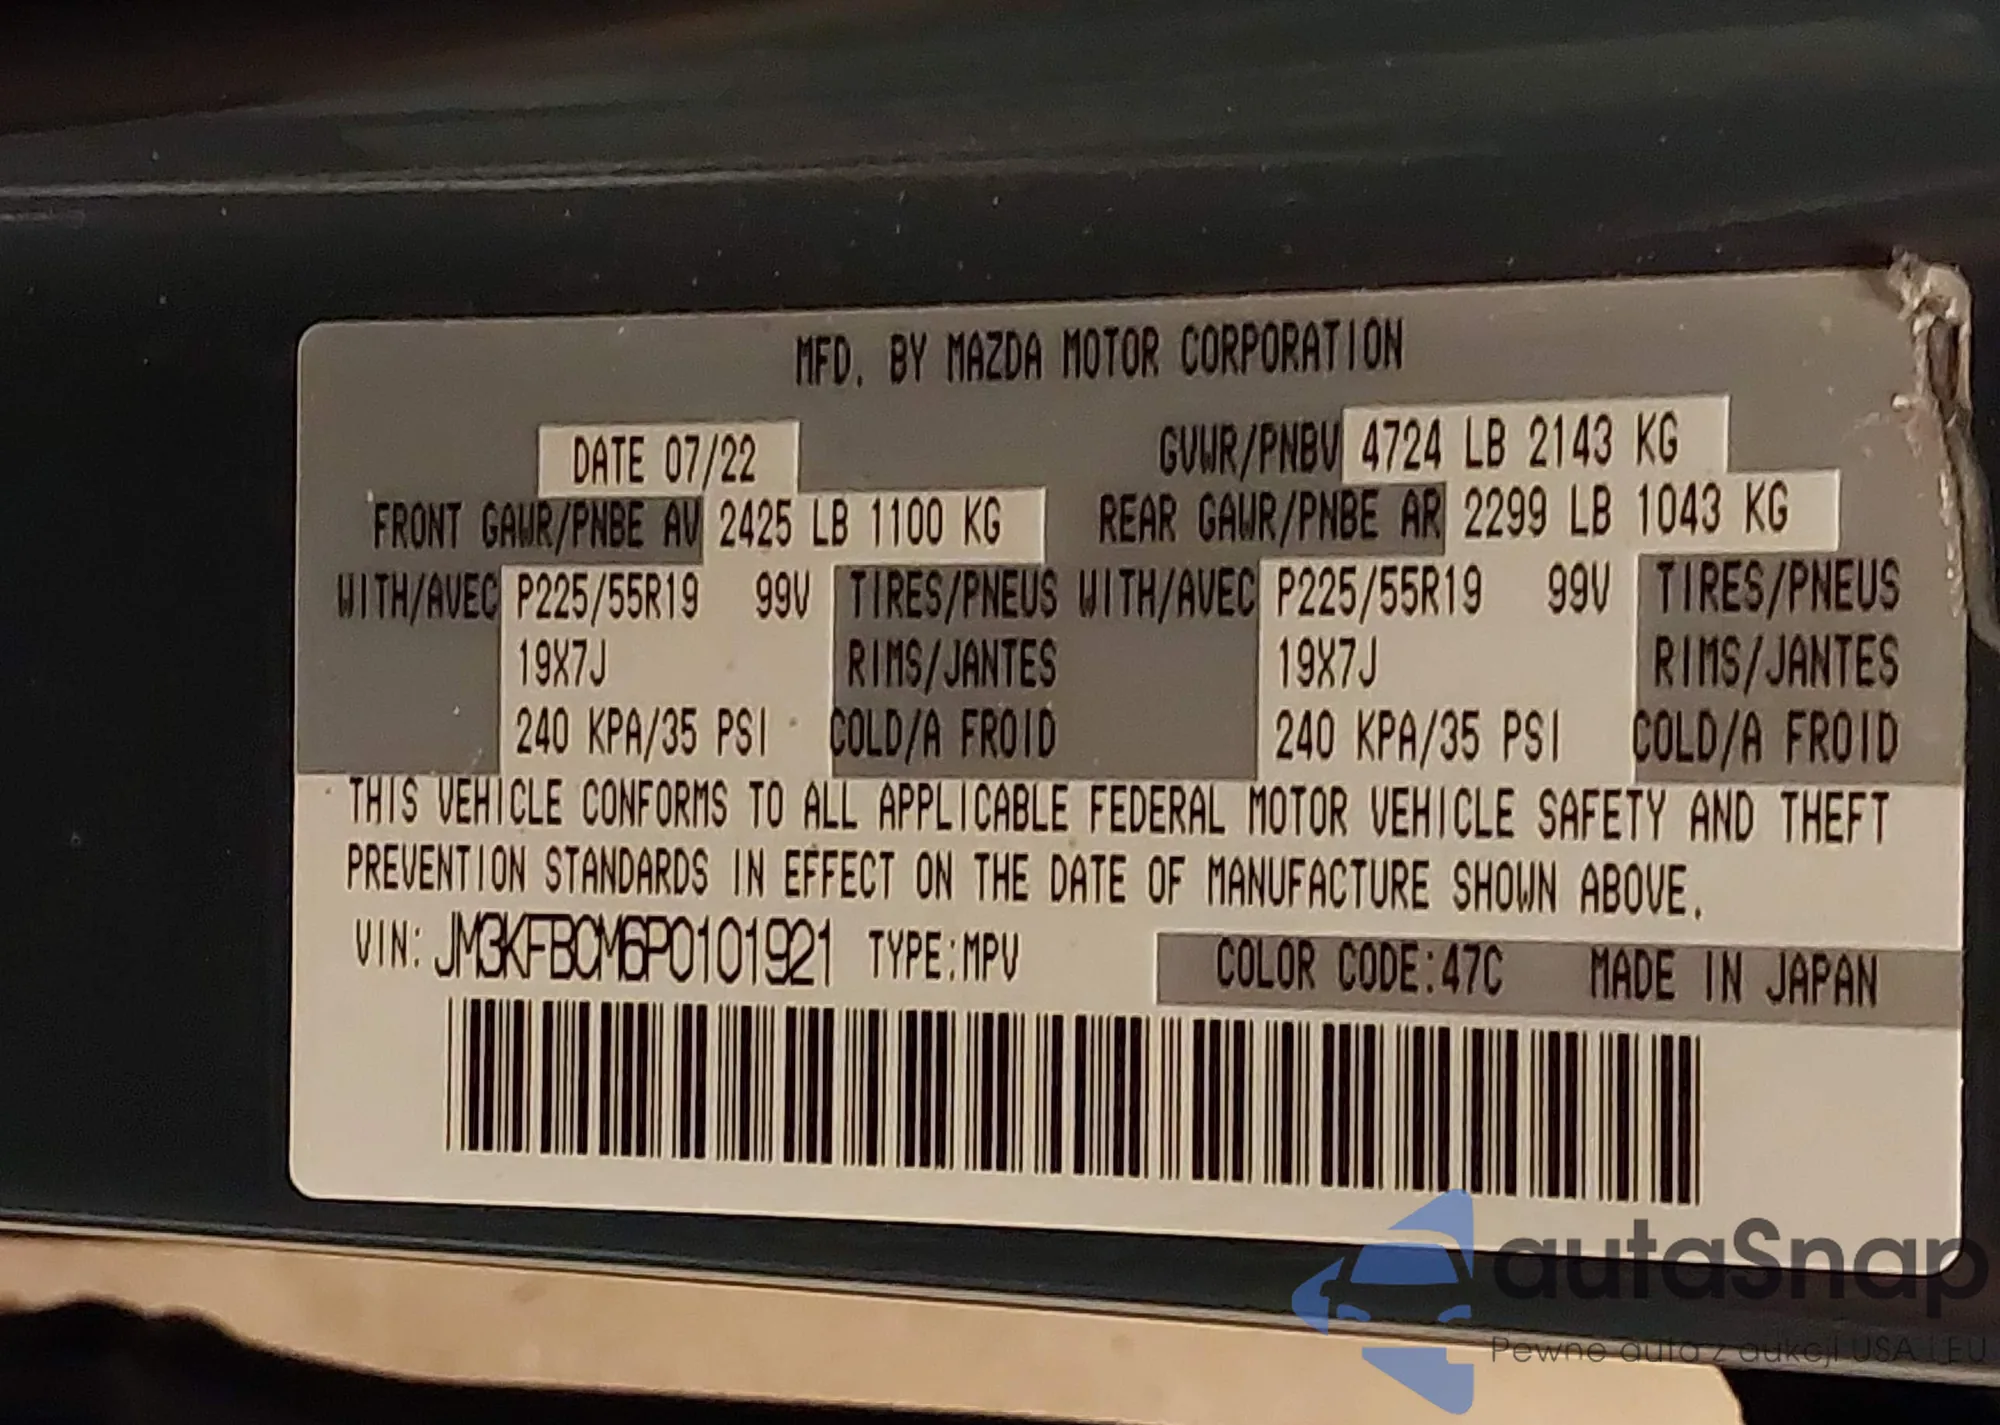 MFD. BY MAZDA MOTOR CORPORATION
DATE 07/22 GVWR/PNBV 4724 LB 2143 KG
FRONT GAWR/PNBE AV 2425 LB 1100 KG REAR GAWR/PNBE AR 2299 LB 1043 KG
WITH/AVEC P225/55R19 99V TIRES/PNEUS WITH/AVEC P225/55R19 99V TIRES/PNEUS
19X7J RIMS/JANTES 19X7J RIMS/JANTES
240 KPA/35 PSI COLD/A FROID 240 KPA/35 PSI COLD/A FROID
THIS VEHICLE CONFORMS TO ALL APPLICABLE FEDERAL MOTOR VEHICLE SAFETY AND THEFT
PREVENTION STANDARDS IN EFFECT ON THE DATE OF MANUFACTURE SHOWN ABOVE.
VIN: JM3KFBCM6P0101921 TYPE:MPV COLOR CODE:47C MADE IN JAPAN
autaSnap
Pewne auto z aukcji USA i EU